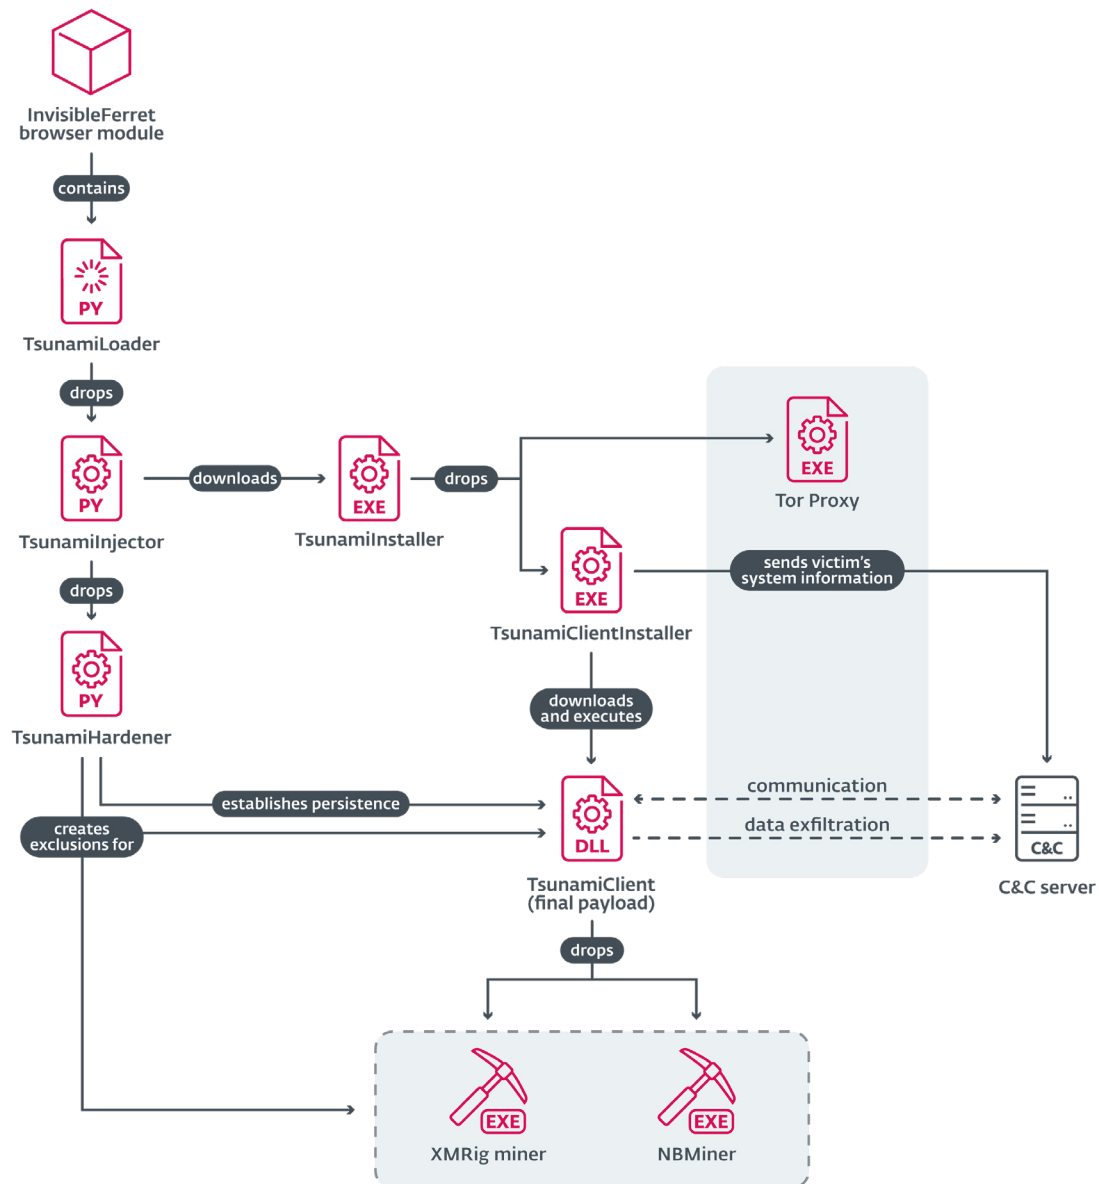 InvisibleFerret
browser module
contains
PY
TsunamiLoader
drops
PY
TsunamiInjector
downloads
EXE
TsunamiInstaller
drops
EXE
Tor Proxy
EXE
TsunamiClientInstaller
sends victim's
system information
drops
PY
TsunamiHardener
downloads
and executes
establishes persistence
creates
exclusions for
DLL
TsunamiClient
(final payload)
communication
data exfiltration
C&C
C&C server
drops
EXE
XMRig miner
EXE
NBMiner